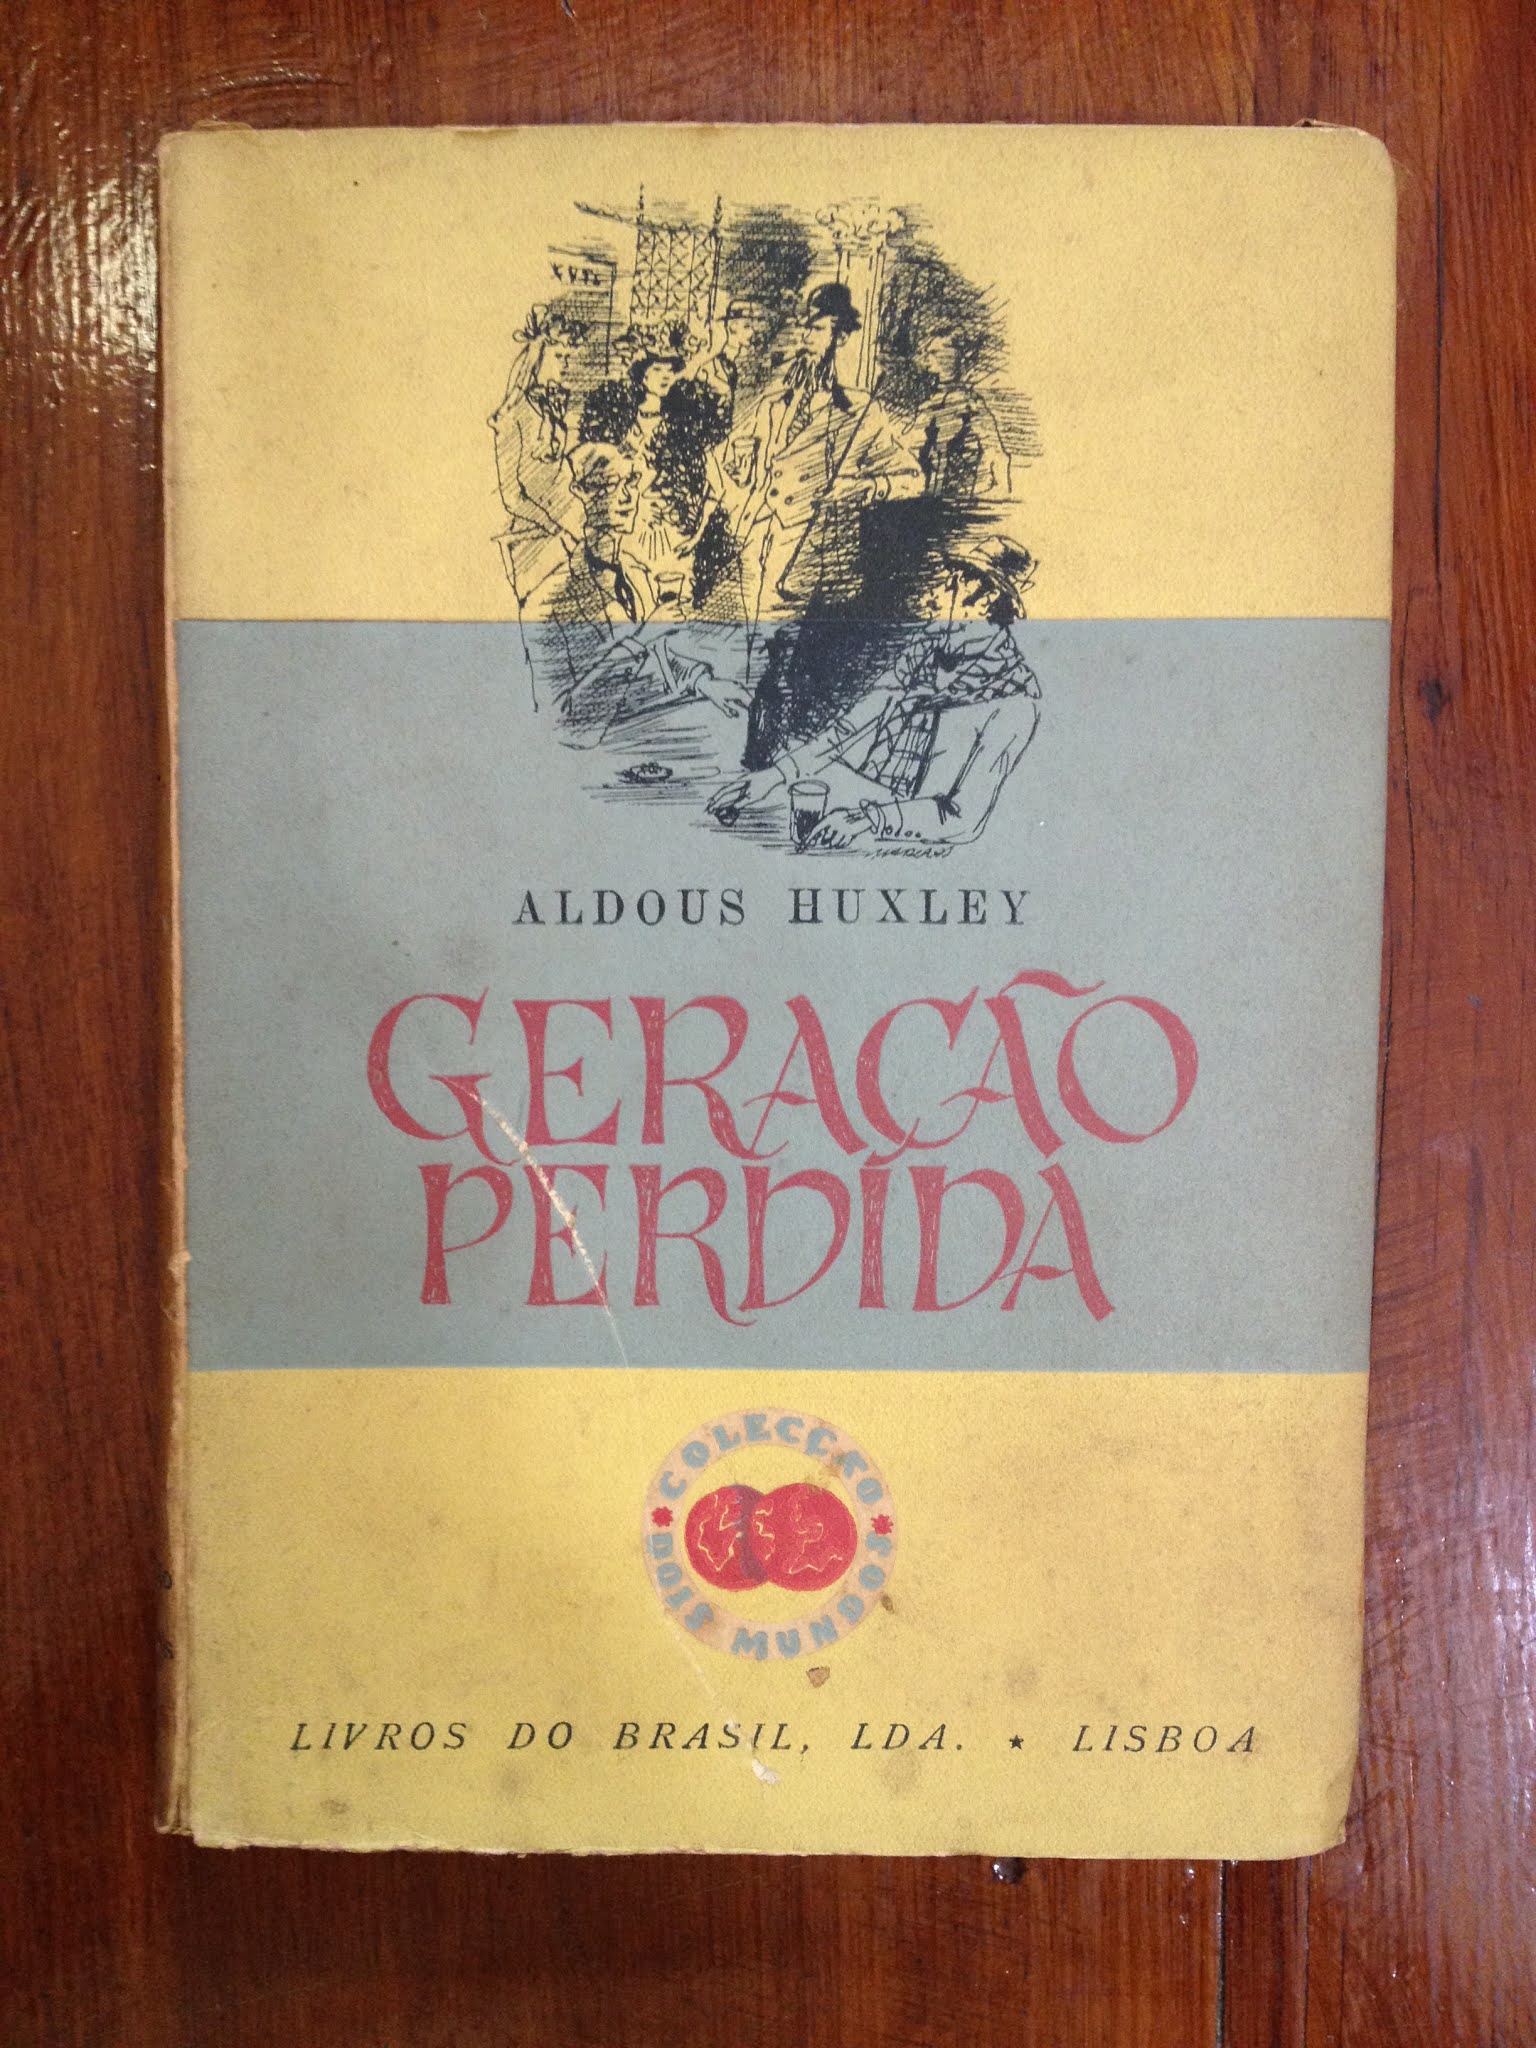 ALDOUS HUXLEY
GERAÇÃO
PERDIDA
COLECÇÃO
DOIS MUNDOS
LIVROS DO BRASIL, LDA. ★ LISBOA